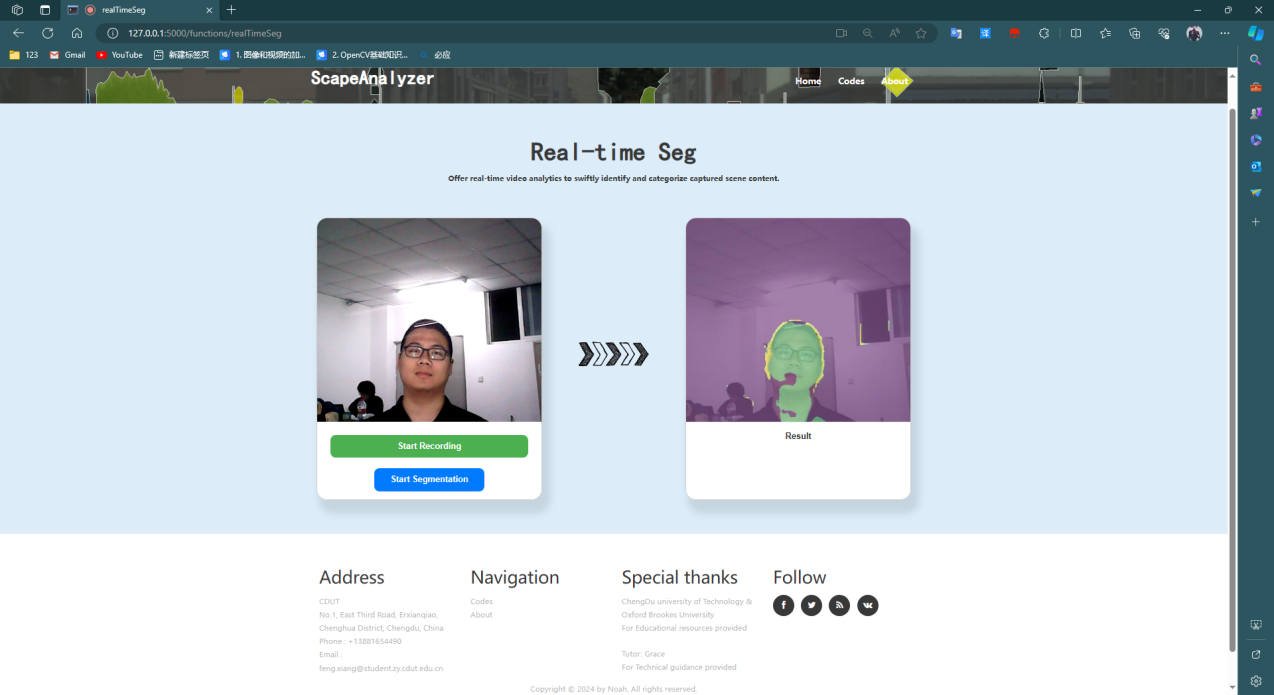 realTimeSeg
127.0.0.1:5000/functions/realTimeSeg
123
Gmail
YouTube
新建标签页
1. 图像和视频的加...
2. OpenCV基础知识...
必应
ScapeAnalyzer
Home
Codes
About
Real-time Seg
Offer real-time video analytics to swiftly identify and categorize captured scene content.
Start Recording
Start Segmentation
Result
Address
CDUT
No.1, East Third Road, Erxianqiao,
Chenghua District, Chengdu, China
Phone : +13881654490
Email :
feng.xiang@student.zy.cdut.edu.cn
Navigation
Codes
About
Special thanks
ChengDu university of Technology &
Oxford Brookes University
For Educational resources provided
Tutor: Grace
For Technical guidance provided
Follow
Copyright © 2024 by Noah. All rights reserved.